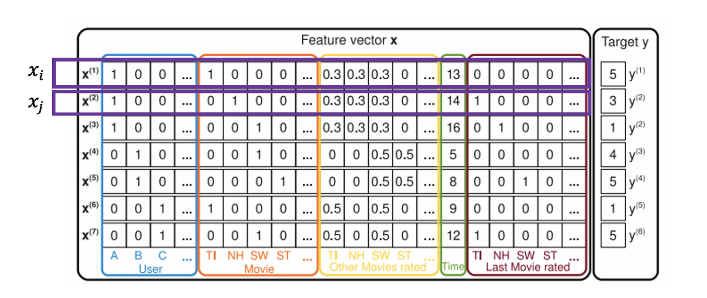 Feature vector x
Target y
xᵢ x⁽¹⁾ 1 0 0 ... 1 0 0 0 ... 0.3 0.3 0.3 0 ... 13 0 0 0 0 ... 5 y⁽¹⁾
xⱼ x⁽²⁾ 1 0 0 ... 0 1 0 0 ... 0.3 0.3 0.3 0 ... 14 1 0 0 0 ... 3 y⁽²⁾
x⁽³⁾ 1 0 0 ... 0 0 1 0 ... 0.3 0.3 0.3 0 ... 16 0 1 0 0 ... 1 y⁽²⁾
x⁽⁴⁾ 0 1 0 ... 0 0 1 0 ... 0 0 0.5 0.5 ... 5 0 0 0 0 ... 4 y⁽³⁾
x⁽⁵⁾ 0 1 0 ... 0 0 0 1 ... 0 0 0.5 0.5 ... 8 0 0 1 0 ... 5 y⁽⁴⁾
x⁽⁶⁾ 0 0 1 ... 1 0 0 0 ... 0.5 0 0.5 0 ... 9 0 0 0 0 ... 1 y⁽⁵⁾
x⁽⁷⁾ 0 0 1 ... 0 0 1 0 ... 0.5 0 0.5 0 ... 12 1 0 0 0 ... 5 y⁽⁶⁾
A B C ... TI NH SW ST ... TI NH SW ST ... Time TI NH SW ST ...
User Movie Other Movies rated Last Movie rated